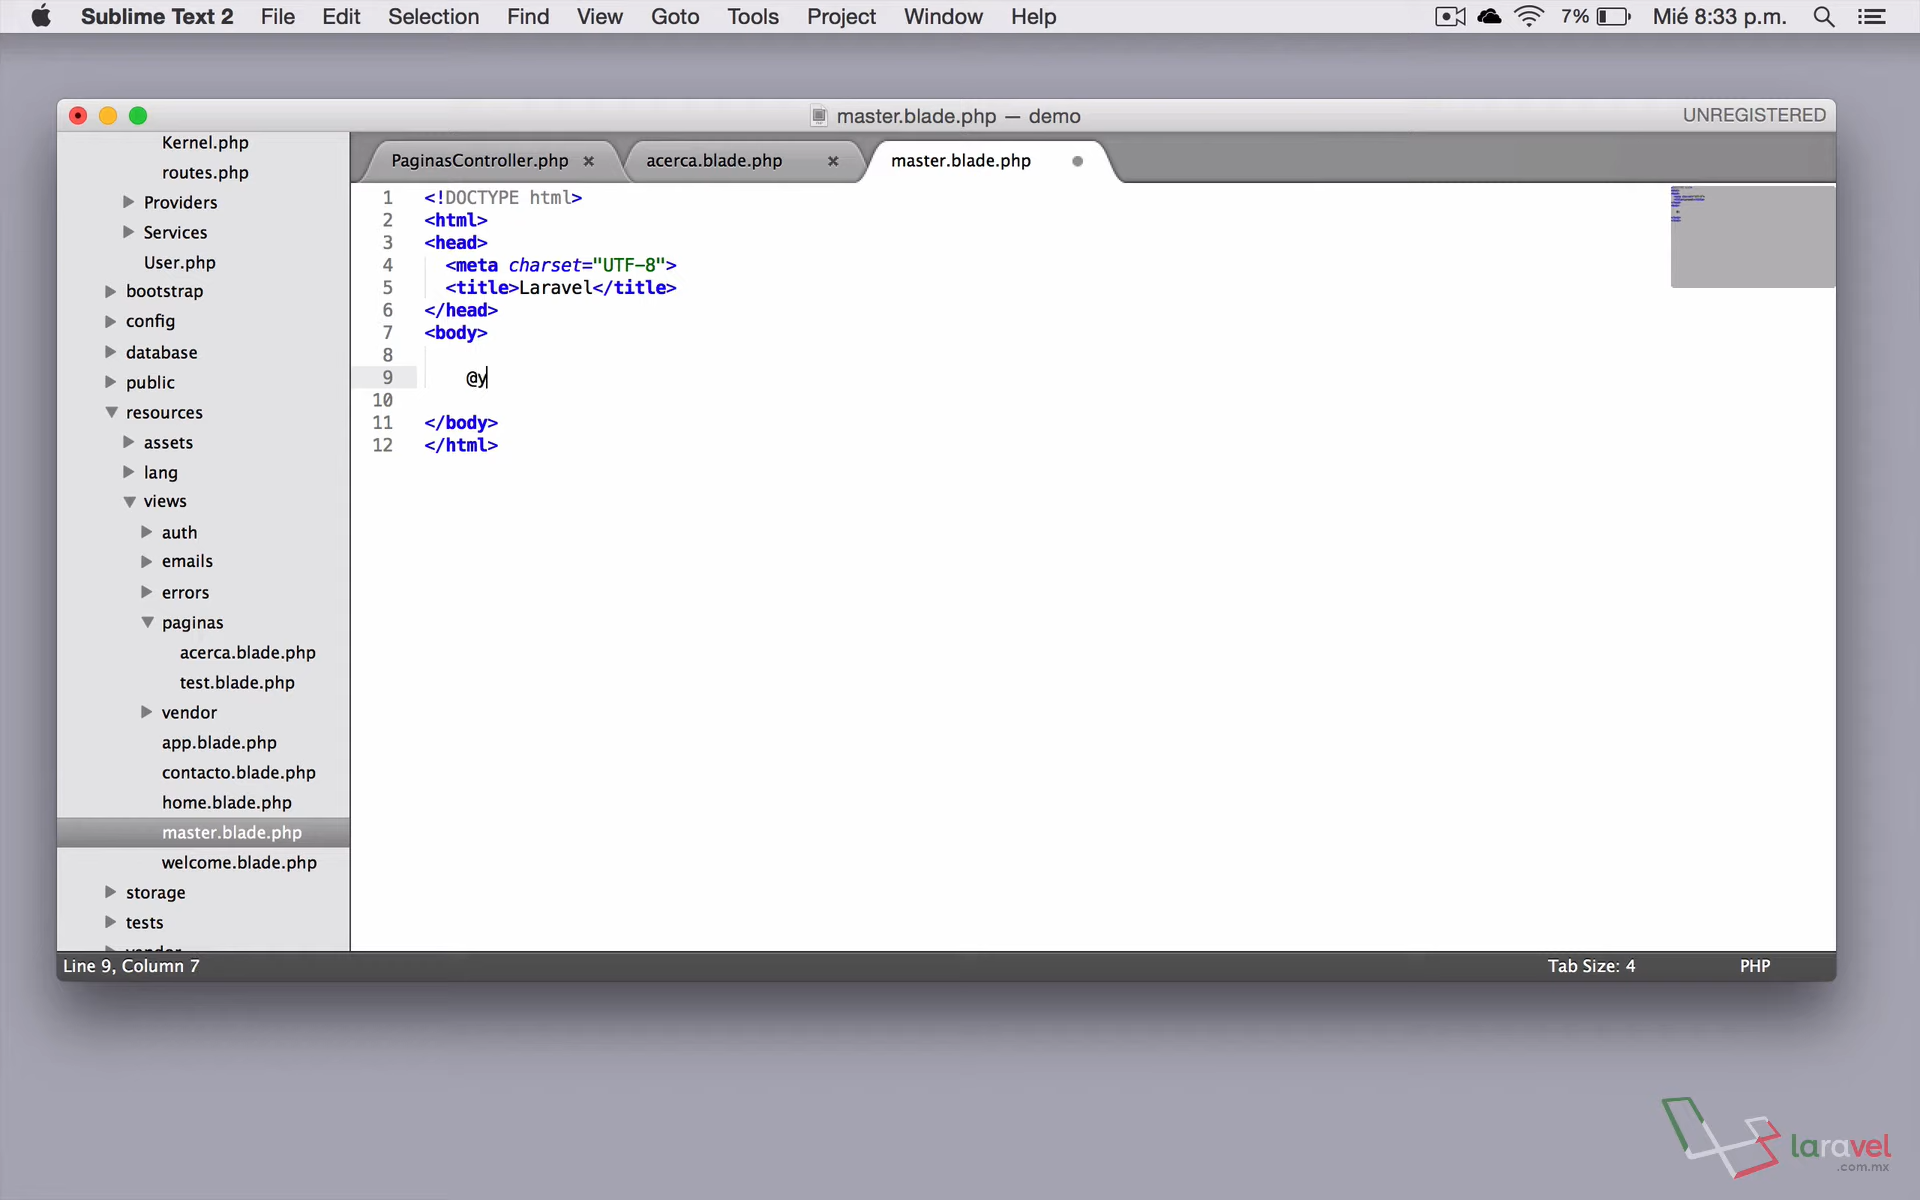 Sublime Text 2 File Edit Selection Find View Goto Tools Project Window Help 7% Mié 8:33 p.m.
master.blade.php — demo UNREGISTERED
Kernel.php
routes.php
Providers
Services
User.php
bootstrap
config
database
public
resources
assets
lang
views
auth
emails
errors
paginas
acerca.blade.php
test.blade.php
vendor
app.blade.php
contacto.blade.php
home.blade.php
master.blade.php
welcome.blade.php
storage
tests
vendor
PaginasController.php × acerca.blade.php × master.blade.php
1 <!DOCTYPE html>
2 <html>
3 <head>
4 <meta charset="UTF-8">
5 <title>Laravel</title>
6 </head>
7 <body>
8
9 @y
10
11 </body>
12 </html>
Line 9, Column 7 Tab Size: 4 PHP
laravel
.com.mx